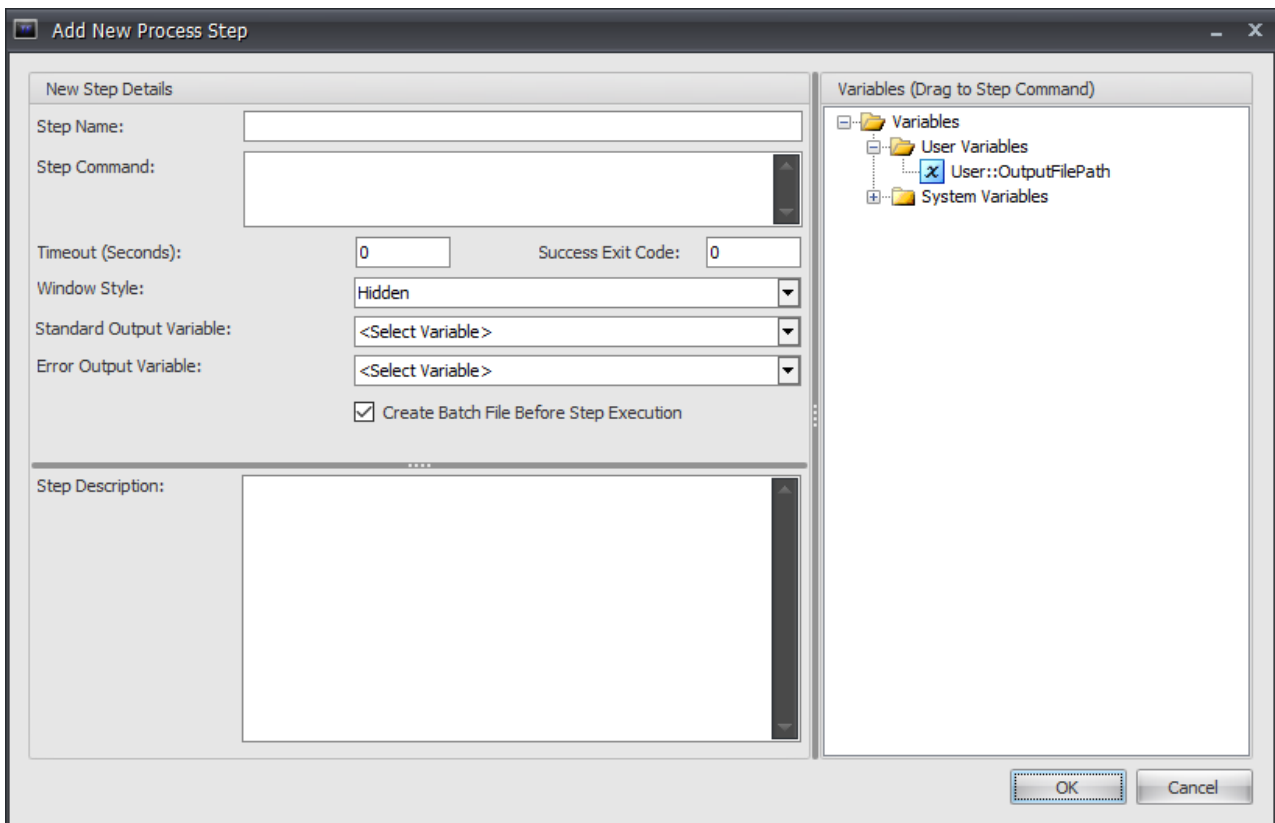 Add New Process Step
New Step Details
Step Name:
Step Command:
Timeout (Seconds): 0 Success Exit Code: 0
Window Style: Hidden
Standard Output Variable: <Select Variable>
Error Output Variable: <Select Variable>
Create Batch File Before Step Execution
Step Description:
Variables (Drag to Step Command)
Variables
User Variables
User::OutputFilePath
System Variables
OK Cancel